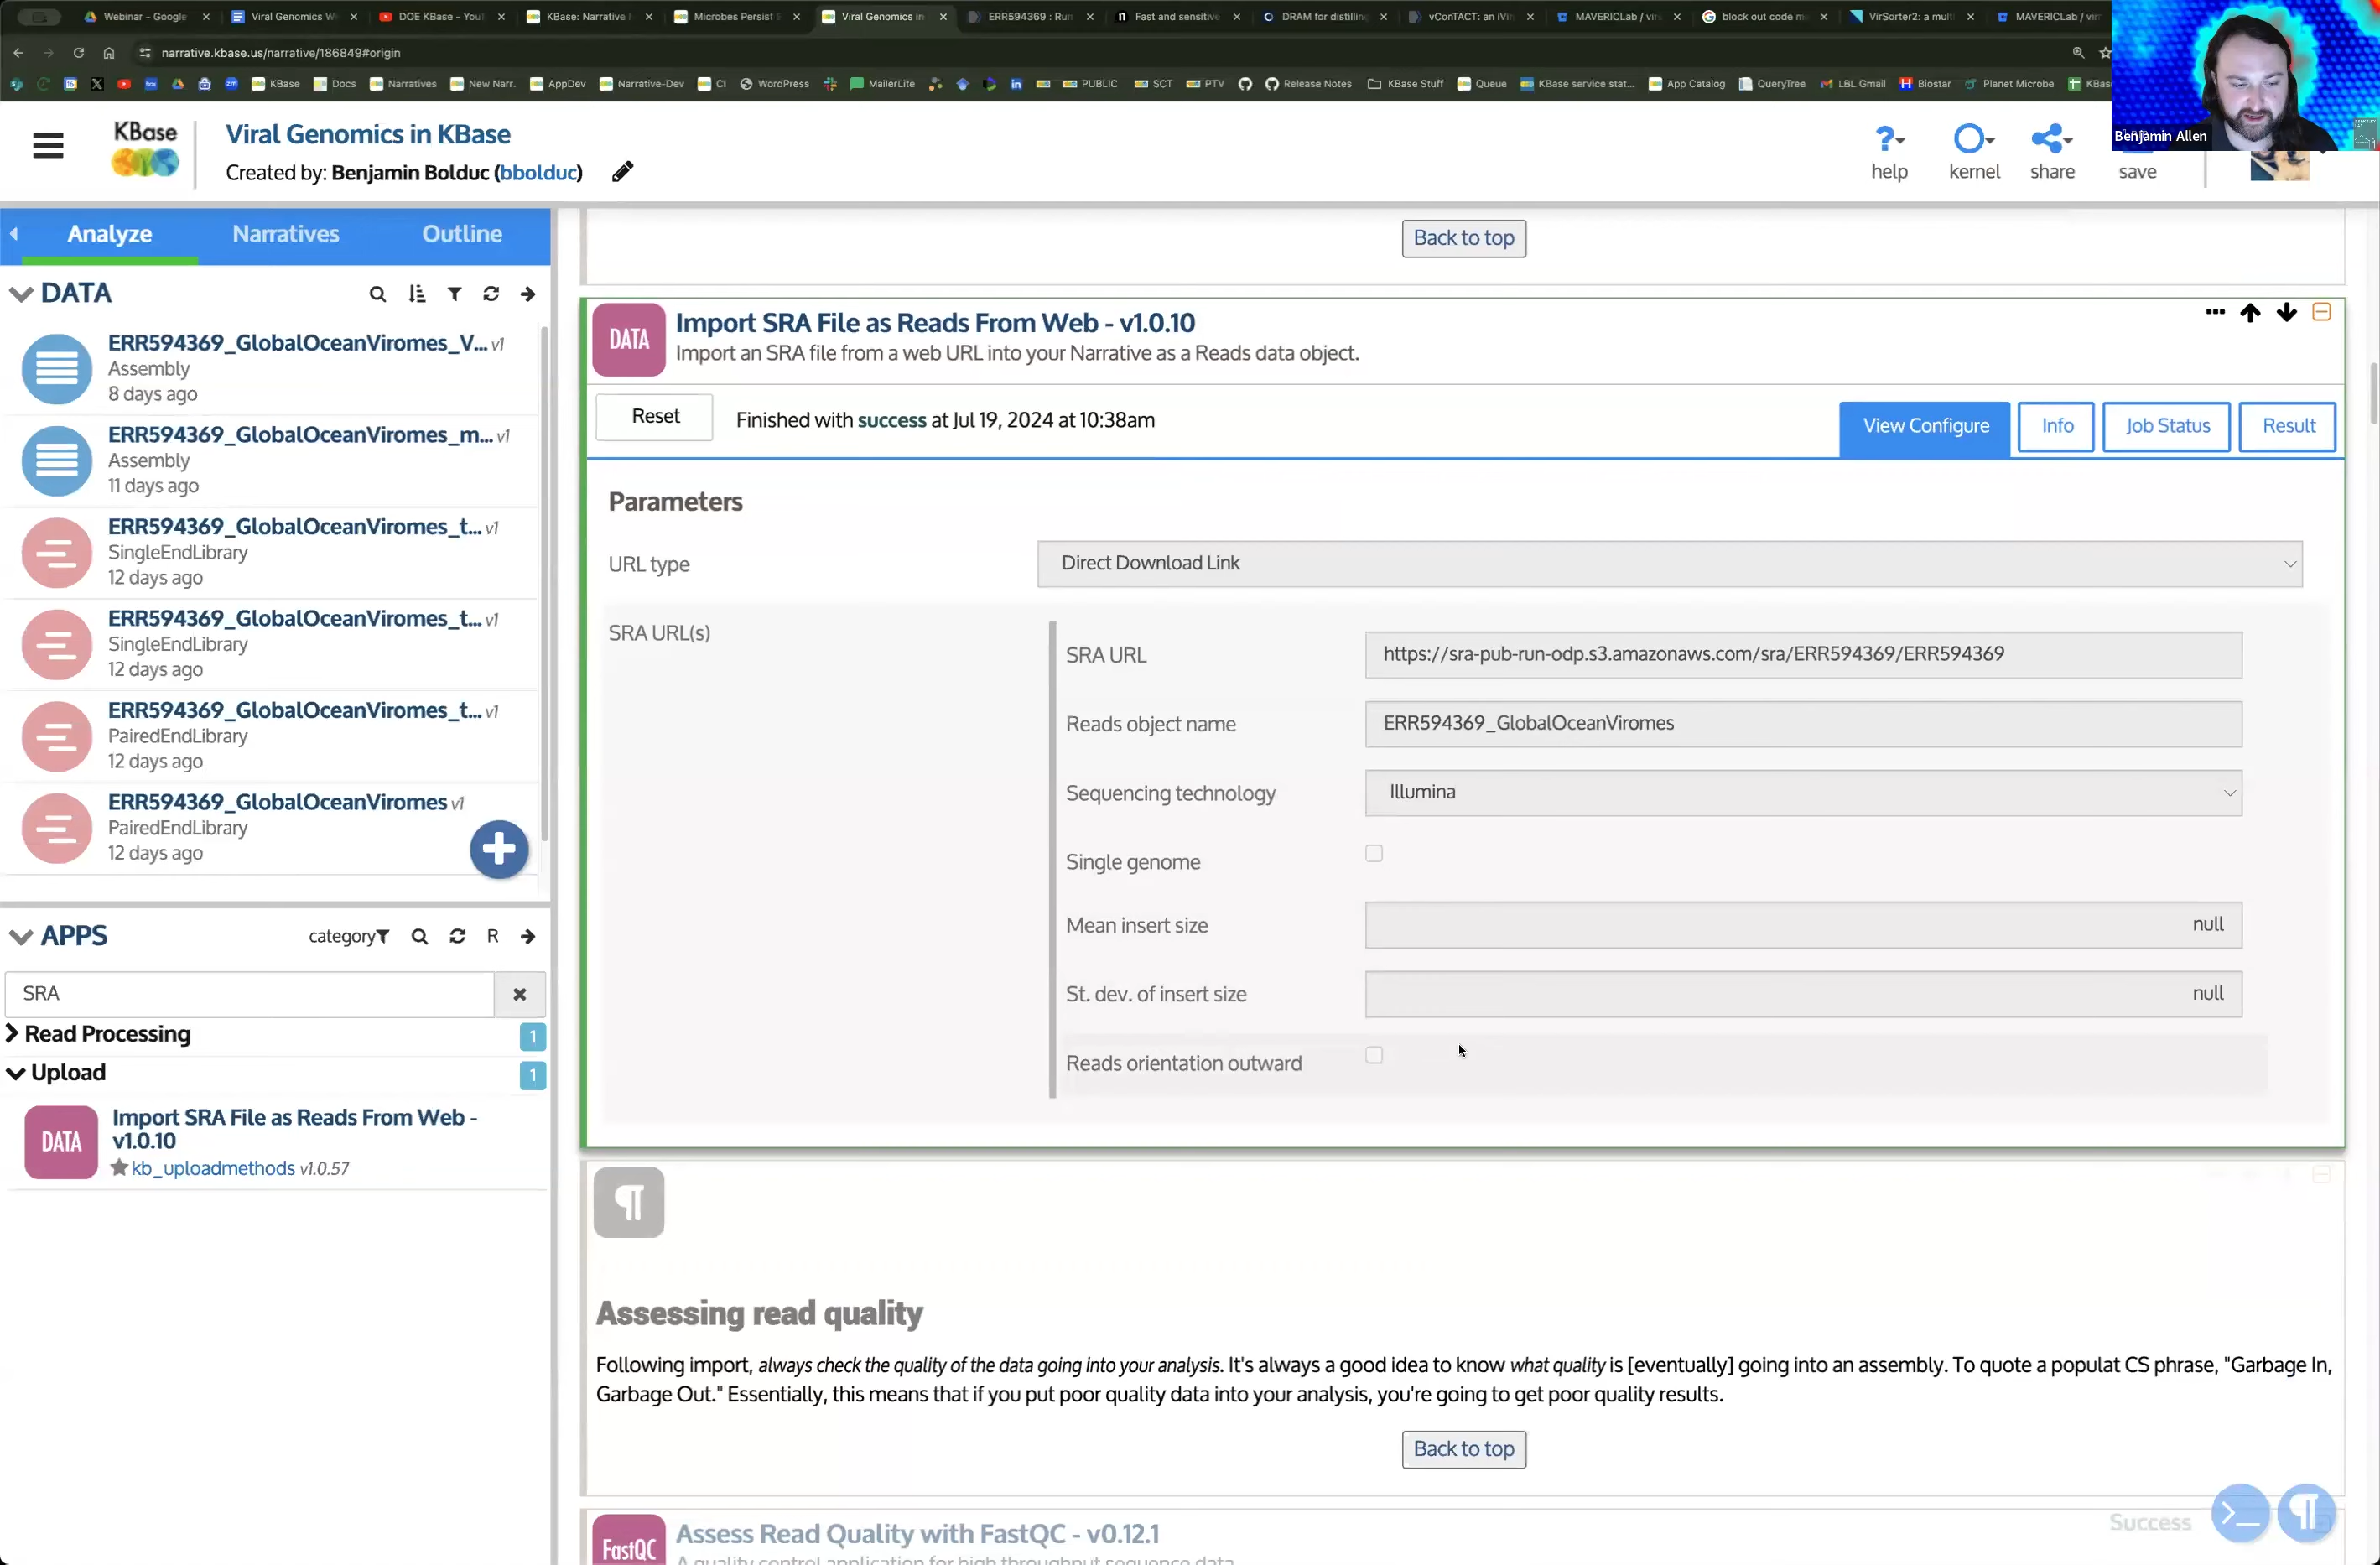 Webinar - Google
Viral Genomics W
DOE KBase - YouT
KBase: Narrative
Microbes Persist
Viral Genomics in
ERR594369 : Run
Fast and sensitive
DRAM for distilling
vConTACT: an iVi
MAVERICLab / vir
block out code m
VirSorter2: a mult
MAVERICLab / vir
narrative.kbase.us/narrative/186849#origin
KBase
Docs
Narratives
New Narr.
AppDev
Narrative-Dev
CI
WordPress
MailerLite
PUBLIC
SCT
PTV
Release Notes
KBase Stuff
Queue
KBase service stat...
App Catalog
QueryTree
LBL Gmail
Biostar
Planet Microbe
KBas
Benjamin Allen
KBase
Viral Genomics in KBase
Created by: Benjamin Bolduc (bbolduc)
help
kernel
share
save
Analyze
Narratives
Outline
DATA
ERR594369_GlobalOceanViromes_V... v1
Assembly
8 days ago
ERR594369_GlobalOceanViromes_m... v1
Assembly
11 days ago
ERR594369_GlobalOceanViromes_t... v1
SingleEndLibrary
12 days ago
ERR594369_GlobalOceanViromes_t... v1
SingleEndLibrary
12 days ago
ERR594369_GlobalOceanViromes_t... v1
PairedEndLibrary
12 days ago
ERR594369_GlobalOceanViromes v1
PairedEndLibrary
12 days ago
APPS
category
R
SRA
Read Processing
1
Upload
1
DATA
Import SRA File as Reads From Web -
v1.0.10
kb_uploadmethods v1.0.57
Back to top
DATA
Import SRA File as Reads From Web - v1.0.10
Import an SRA file from a web URL into your Narrative as a Reads data object.
Reset
Finished with success at Jul 19, 2024 at 10:38am
View Configure
Info
Job Status
Result
Parameters
URL type
Direct Download Link
SRA URL(s)
SRA URL
https://sra-pub-run-odp.s3.amazonaws.com/sra/ERR594369/ERR594369
Reads object name
ERR594369_GlobalOceanViromes
Sequencing technology
Illumina
Single genome
Mean insert size
null
St. dev. of insert size
null
Reads orientation outward
Assessing read quality
Following import, always check the quality of the data going into your analysis. It's always a good idea to know what quality is [eventually] going into an assembly. To quote a populat CS phrase, "Garbage In,
Garbage Out." Essentially, this means that if you put poor quality data into your analysis, you're going to get poor quality results.
Back to top
FastQC
Assess Read Quality with FastQC - v0.12.1
A quality control application for high throughput sequence data
Success